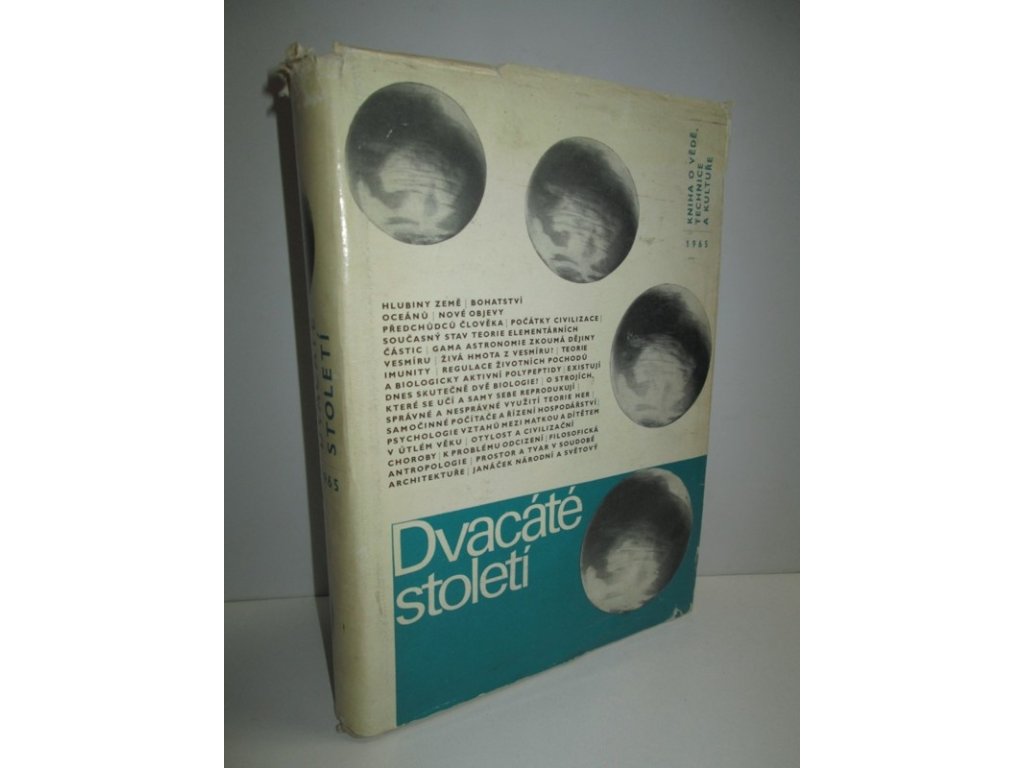 KNIHA O VĚDĚ,
TECHNICE
A KULTUŘE
1965
HLUBINY ZEMĚ | BOHATSTVÍ
OCEÁNŮ | NOVÉ OBJEVY
PŘEDCHŮDCŮ ČLOVĚKA | POČÁTKY CIVILIZACE |
SOUČASNÝ STAV TEORIE ELEMENTÁRNÍCH
ČÁSTIC | GAMA ASTRONOMIE ZKOUMÁ DĚJINY
VESMÍRU | ŽIVÁ HMOTA Z VESMÍRU? | TEORIE
IMUNITY | REGULACE ŽIVOTNÍCH POCHODŮ
A BIOLOGICKY AKTIVNÍ POLYPEPTIDY | EXISTUJÍ
DNES SKUTEČNĚ DVĚ BIOLOGIE? | O STROJÍCH,
KTERÉ SE UČÍ A SAMY SEBE REPRODUKUJÍ |
SPRÁVNÉ A NESPRÁVNÉ VYUŽITÍ TEORIE HER |
SAMOČINNÉ POČÍTAČE A ŘÍZENÍ HOSPODÁŘSTVÍ |
PSYCHOLOGIE VZTAHŮ MEZI MATKOU A DÍTĚTEM
V ÚTLÉM VĚKU | OTYLOST A CIVILIZAČNÍ
CHOROBY | K PROBLÉMU ODCIZENÍ | FILOSOFICKÁ
ANTROPOLOGIE | PROSTOR A TVAR V SOUDOBÉ
ARCHITEKTUŘE | JANÁČEK NÁRODNÍ A SVĚTOVÝ
Dvacáté
století
STOLETÍ